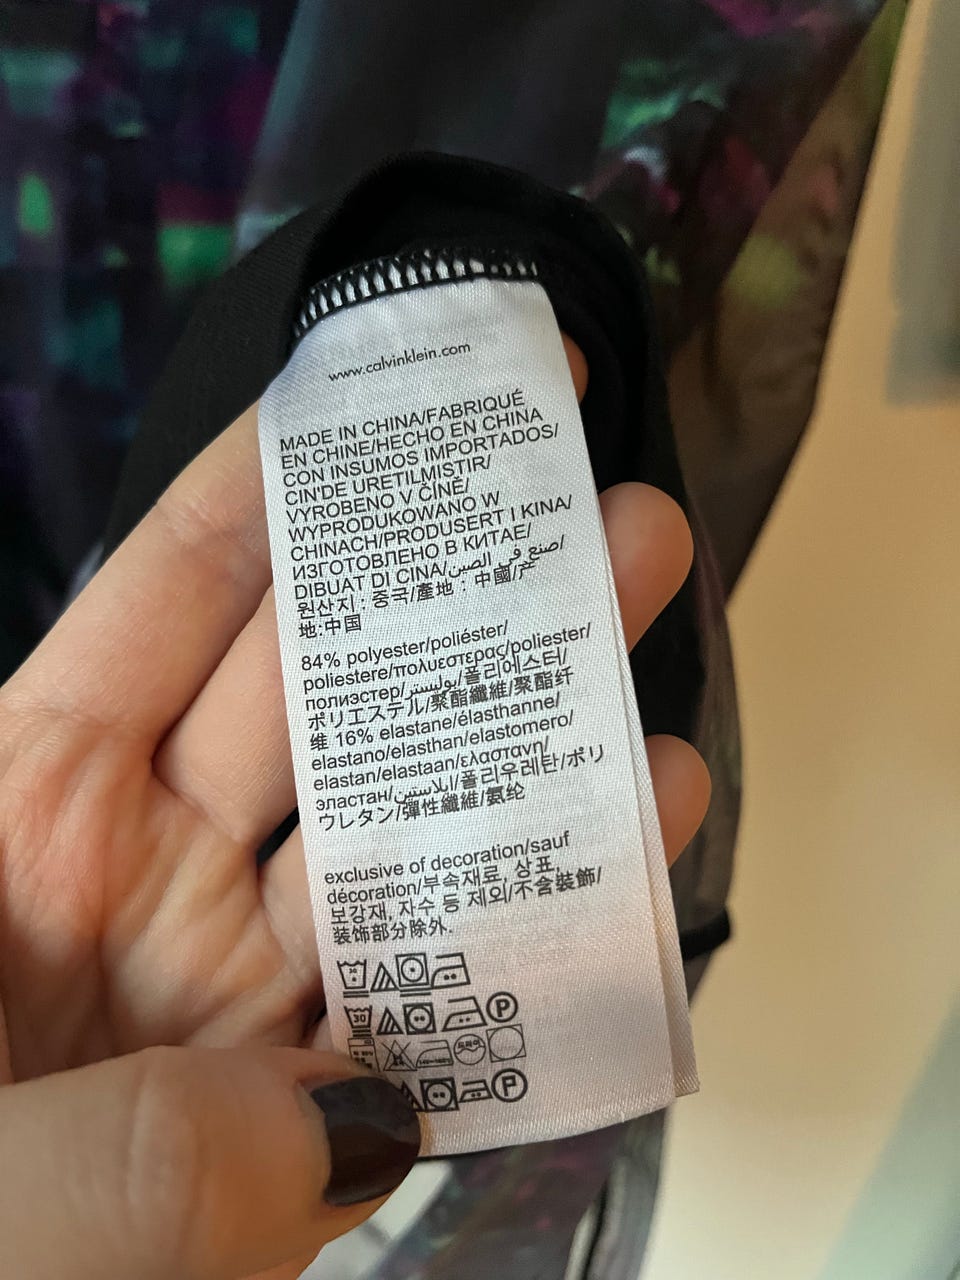 www.calvinklein.com
MADE IN CHINA/FABRIQUÉ
EN CHINE/HECHO EN CHINA
CON INSUMOS IMPORTADOS/
CIN'DE URETILMISTIR/
VYROBENO V ČÍNĚ/
WYPRODUKOWANO W
CHINACH/PRODUSERT I KINA/
ИЗГОТОВЛЕНО В КИТАЕ/
DIBUAT DI CINA/صنع في الصين/
원산지 : 중국/產地 : 中國/产
地:中国
84% polyester/poliéster/
poliestere/πολυεστερας/poliester/
полиэстер/بوليستر/폴리에스터/
ポリエステル/聚酯纖維/聚酯纤
维 16% elastane/élasthanne/
elastano/elasthan/elastomero/
elastan/elastaan/ελαστανη/
эластан/إيلاستين/폴리우레탄/ポリ
ウレタン/彈性纖維/氨纶
exclusive of decoration/sauf
décoration/부속재료, 상표,
보강재, 자수 등 제외/不含裝飾/
装饰部分除外.
30
30 P
드라이
P